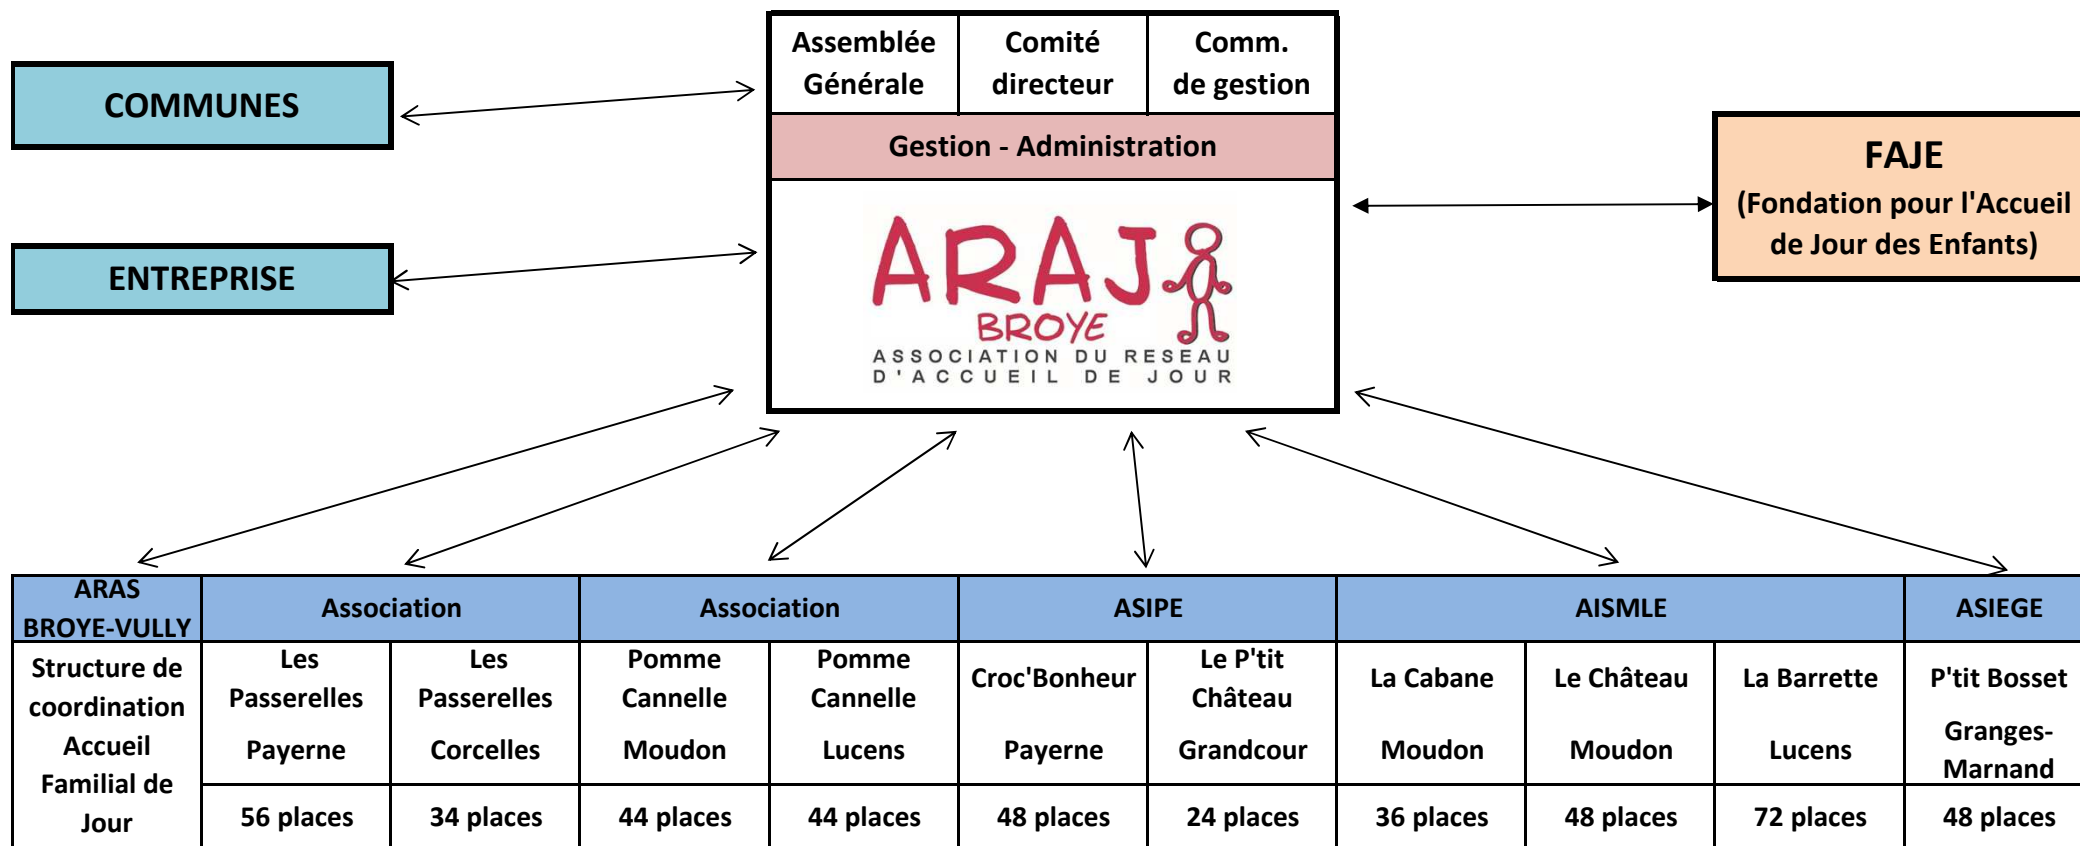 Assemblée
Générale
Comité
directeur
Comm.
de gestion
COMMUNES
Gestion - Administration
FAJE
(Fondation pour l'Accueil
de Jour des Enfants)
ENTREPRISE
ARAJ
BROYE
ASSOCIATION DU RESEAU
D'ACCUEIL DE JOUR
ARAS
BROYE-VULLY
Association
Association
ASIPE
AISMLE
ASIEGE
Structure de
coordination
Accueil
Familial de
Jour
Les
Passerelles
Payerne
56 places
Les
Passerelles
Corcelles
34 places
Pomme
Cannelle
Moudon
44 places
Pomme
Cannelle
Lucens
44 places
Croc'Bonheur
Payerne
48 places
Le P'tit
Château
Grandcour
24 places
La Cabane
Moudon
36 places
Le Château
Moudon
48 places
La Barrette
Lucens
72 places
P'tit Bosset
Granges-
Marnand
48 places